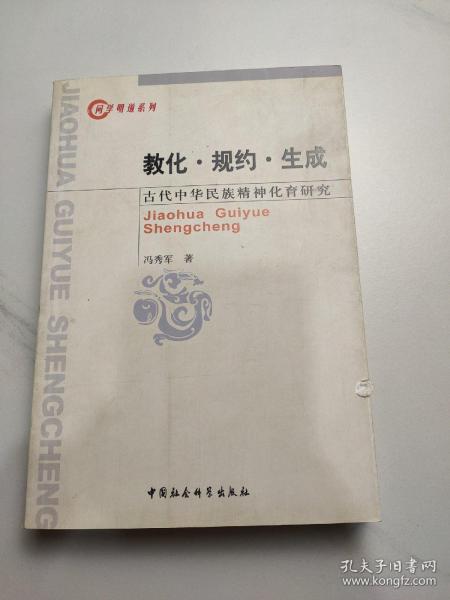 问学明道系列
教化·规约·生成
古代中华民族精神化育研究
Jiaohua Guiyue
Shengcheng
冯秀军 著
中国社会科学出版社
JIAOHUA GUIYUE SHENGCHENG
孔夫子旧书网
www.kongfz.com